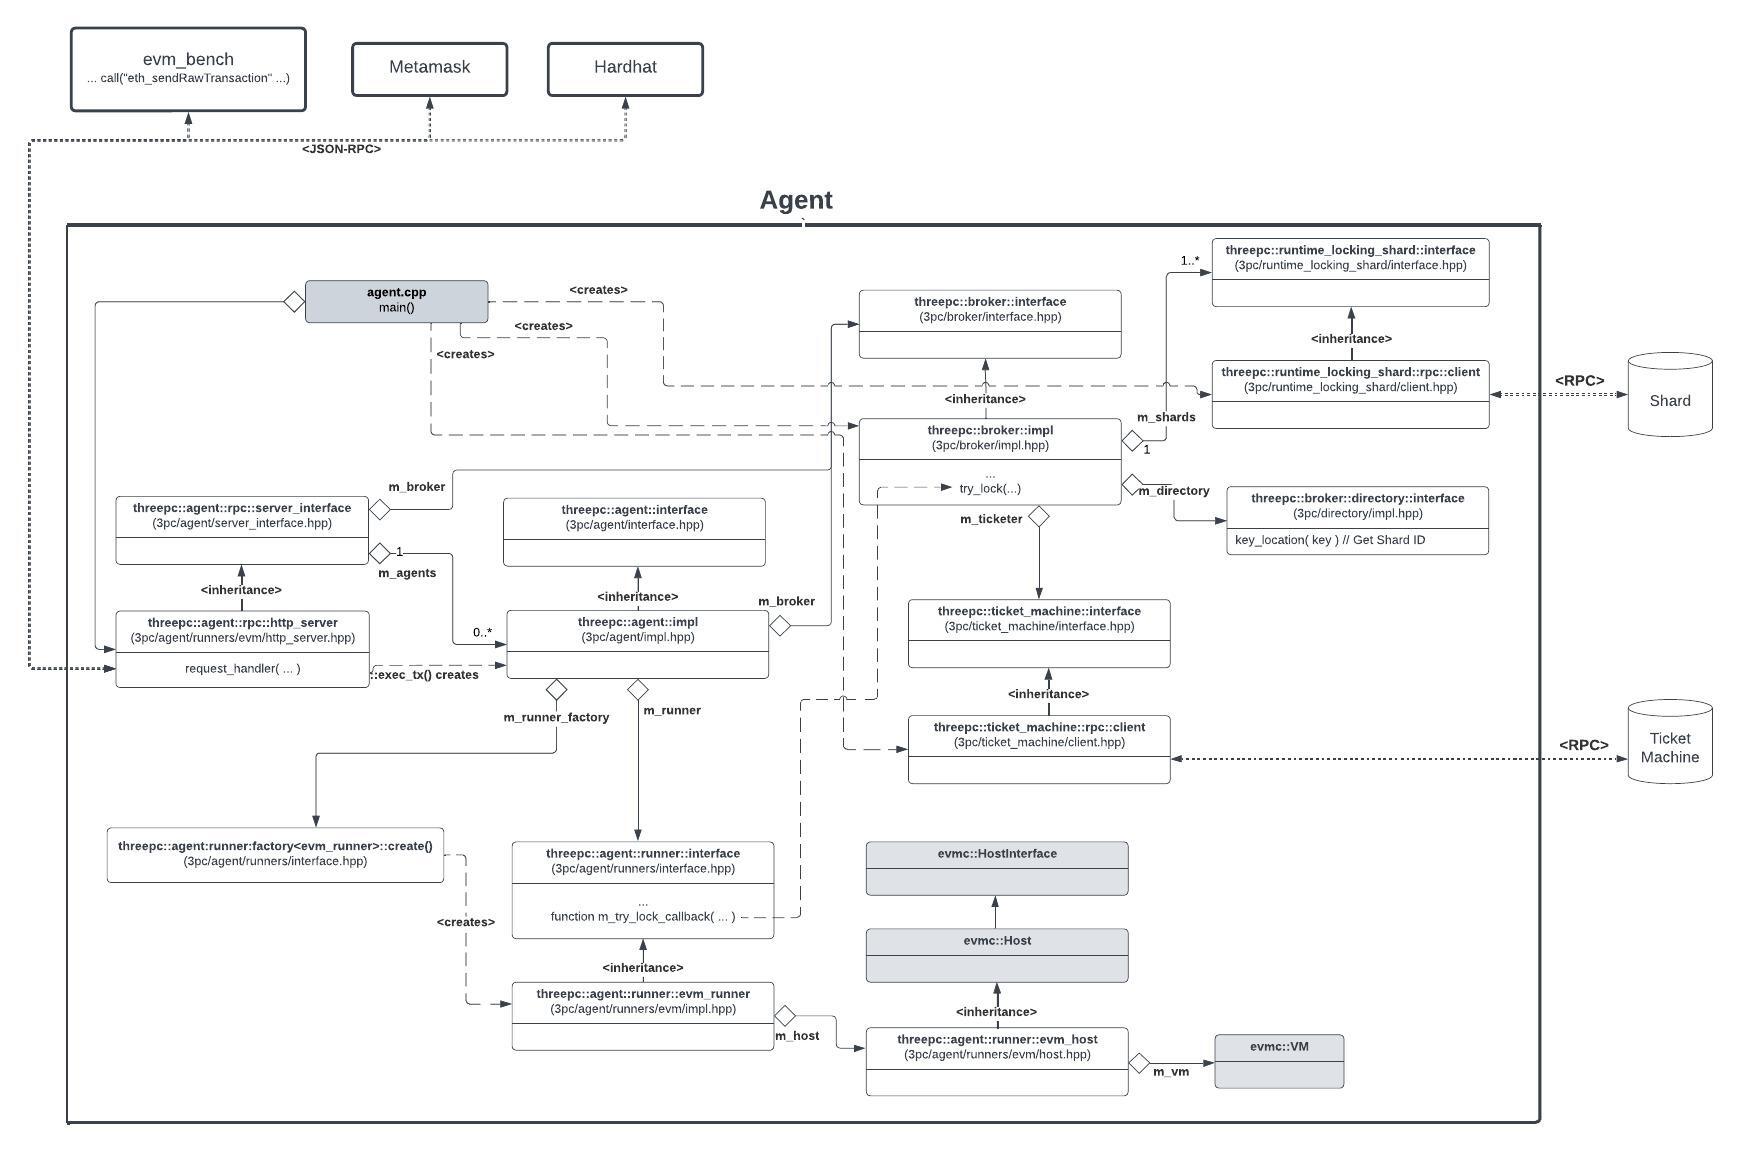 evm_bench
... call("eth_sendRawTransaction" ...)
Metamask
Hardhat
<JSON-RPC>
Agent
agent.cpp
main()
<creates>
<creates>
<creates>
threepc::broker::interface
(3pc/broker/interface.hpp)
<inheritance>
threepc::broker::impl
(3pc/broker/impl.hpp)
...
try_lock(...)
1..*
threepc::runtime_locking_shard::interface
(3pc/runtime_locking_shard/interface.hpp)
<inheritance>
threepc::runtime_locking_shard::rpc::client
(3pc/runtime_locking_shard/client.hpp)
<RPC>
Shard
m_shards
1
m_directory
threepc::broker::directory::interface
(3pc/directory/impl.hpp)
key_location( key ) // Get Shard ID
m_ticketer
threepc::ticket_machine::interface
(3pc/ticket_machine/interface.hpp)
<inheritance>
threepc::ticket_machine::rpc::client
(3pc/ticket_machine/client.hpp)
<RPC>
Ticket
Machine
m_broker
threepc::agent::rpc::server_interface
(3pc/agent/server_interface.hpp)
1
m_agents
<inheritance>
threepc::agent::rpc::http_server
(3pc/agent/runners/evm/http_server.hpp)
request_handler( ... )
::exec_tx() creates
0..*
threepc::agent::interface
(3pc/agent/interface.hpp)
<inheritance>
threepc::agent::impl
(3pc/agent/impl.hpp)
m_broker
m_runner_factory
m_runner
threepc::agent:runner:factory<evm_runner>::create()
(3pc/agent/runners/interface.hpp)
<creates>
threepc::agent::runner::interface
(3pc/agent/runners/interface.hpp)
...
function m_try_lock_callback( ... )
<inheritance>
threepc::agent::runner::evm_runner
(3pc/agent/runners/evm/impl.hpp)
m_host
evmc::HostInterface
evmc::Host
<inheritance>
threepc::agent::runner::evm_host
(3pc/agent/runners/evm/host.hpp)
m_vm
evmc::VM